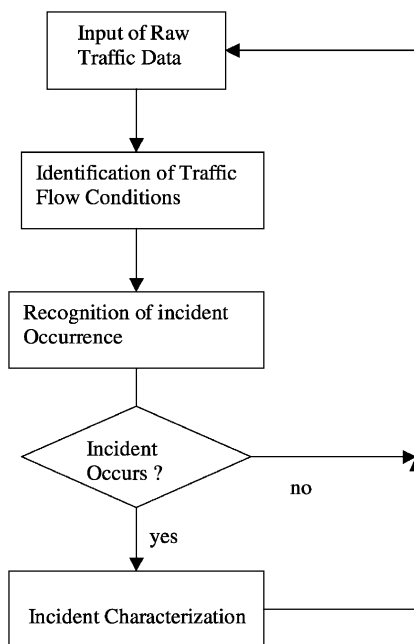 Input of Raw
Traffic Data
Identification of Traffic
Flow Conditions
Recognition of incident
Occurrence
Incident
Occurs ?
no
yes
Incident Characterization